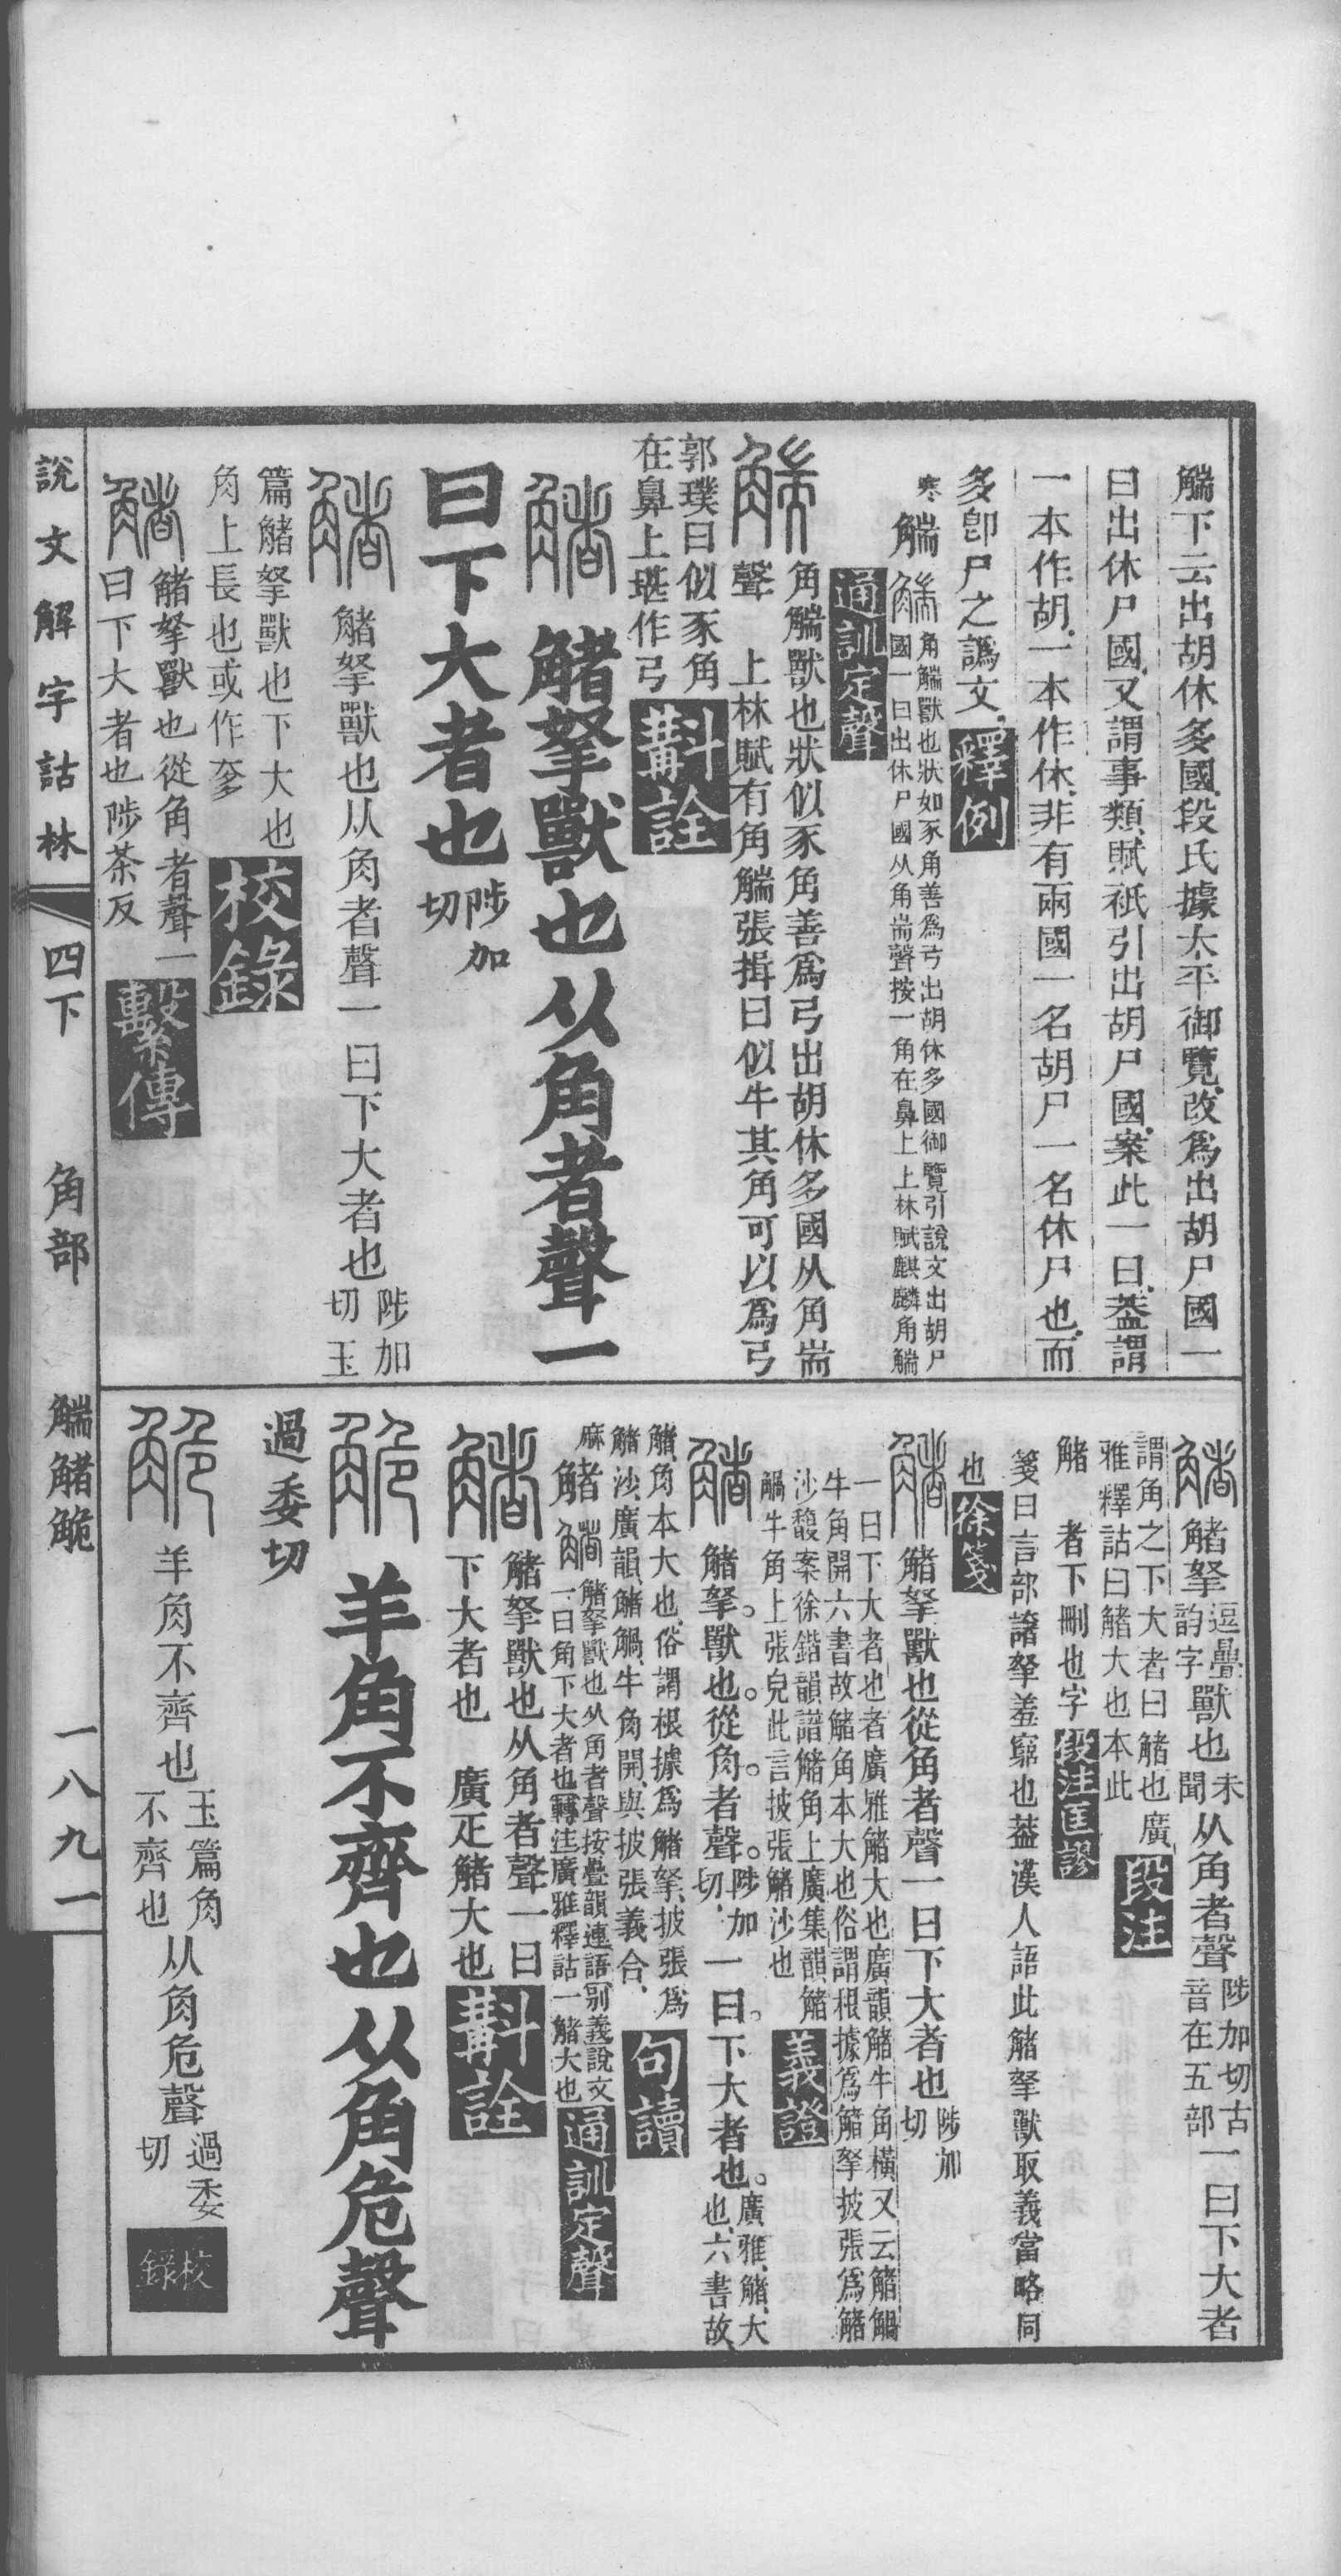 觿下云出胡休多國段氏據太平御覽改爲出胡尸國一
曰出休尸國又謂事類賦袛引出胡尸國案此一曰葢謂
一本作胡一本作休非有兩國一名胡尸一名休尸也而
多卽尸之譌文 釋例
寒 觿
角觿獸也狀如豕角善爲弓出胡休多國御覽引說文出胡尸
國一曰出休尸國从角耑聲按一角在鼻上上林賦麒麟角觿
通訓定聲
角觿獸也狀似豕角善爲弓出胡休多國从角耑
聲 上林賦有角觿張揖曰似牛其角可以爲弓
郭璞曰似豕角
在鼻上堪作弓 斠詮
觰拏獸也从角者聲一
曰下大者也 陟加切
觰拏獸也从角者聲一曰下大者也 陟加切 玉
篇觰拏獸也下大也
角上長也或作奓 校錄
觰拏獸也從角者聲一
曰下大者也陟茶反 繫傳
觰拏 逗疊韵字 獸也 未聞 从角者聲 陟加切古音在五部 一曰下大者
謂角之下大者曰觰也廣
雅釋詁曰觰大也本此 段注
觰 者下刪也字 段注匡謬
箋曰言部譇拏羞窮也葢漢人語此觰拏獸取義當略同
也 徐箋
觰拏獸也從角者聲一曰下大者也 陟加切
一曰下大者也者廣雅觰大也廣韻觰牛角橫又云觰䚩
牛角開六書故觰角本大也俗謂根據爲觰拏披張爲觰
沙馥案徐鍇韻譜觰角上廣集韻觰
䚩牛角上張皃此言披張觰沙也 義證
觰拏獸也從角者聲 陟加切 一曰下大者也 廣雅觰大也六書故
觰角本大也俗謂根據爲觰拏披張爲
觰沙廣韻觰䚩牛角開與披張義合 句讀
麻 觰
觰拏獸也从角者聲按疊韻連語 別義 說文
一曰角下大者也 轉注 廣雅釋詁一觰大也 通訓定聲
觰拏獸也从角者聲一曰
下大者也 廣疋觰大也 斠詮
羊角不齊也从角危聲
過委切
羊角不齊也 玉篇角不齊也 从角危聲 過委切 校錄
說文解字詁林 四下 角部 觿觰觤 一八九一